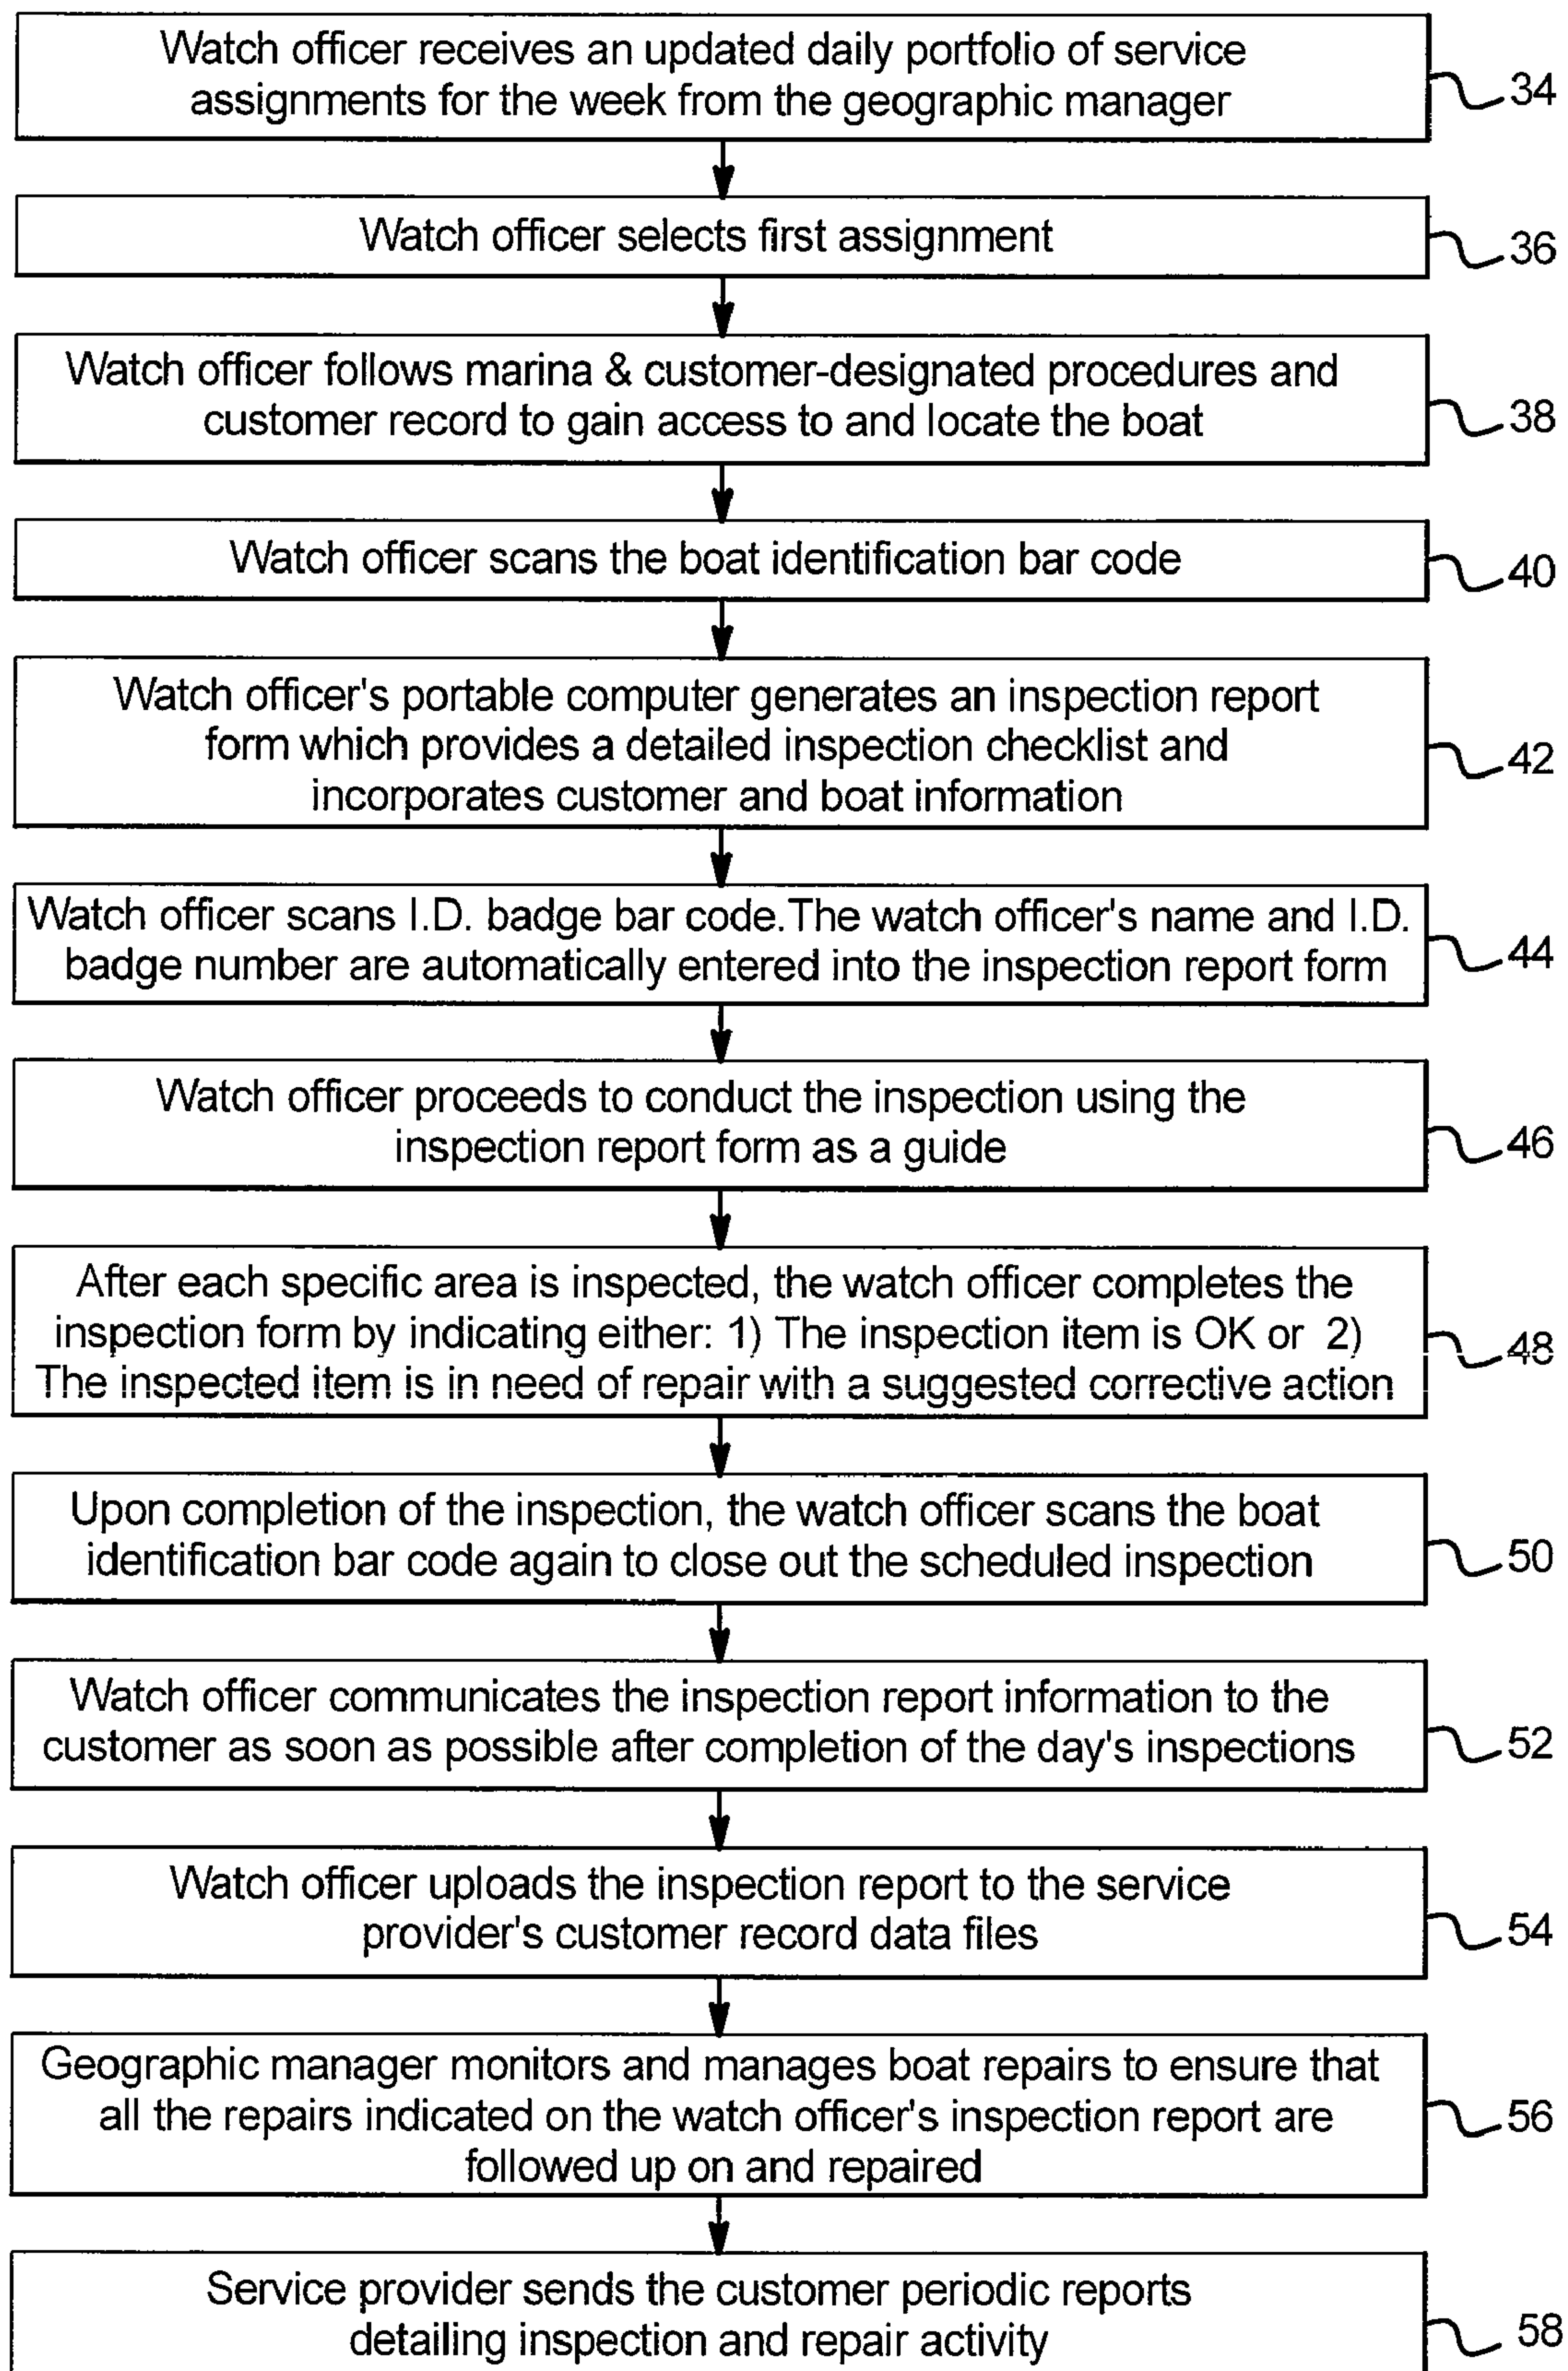 Watch officer receives an updated daily portfolio of service
assignments for the week from the geographic manager
34
Watch officer selects first assignment
36
Watch officer follows marina & customer-designated procedures and
customer record to gain access to and locate the boat
38
Watch officer scans the boat identification bar code
40
Watch officer's portable computer generates an inspection report
form which provides a detailed inspection checklist and
incorporates customer and boat information
42
Watch officer scans I.D. badge bar code.The watch officer's name and I.D.
badge number are automatically entered into the inspection report form
44
Watch officer proceeds to conduct the inspection using the
inspection report form as a guide
46
After each specific area is inspected, the watch officer completes the
inspection form by indicating either: 1) The inspection item is OK or 2)
The inspected item is in need of repair with a suggested corrective action
48
Upon completion of the inspection, the watch officer scans the boat
identification bar code again to close out the scheduled inspection
50
Watch officer communicates the inspection report information to the
customer as soon as possible after completion of the day's inspections
52
Watch officer uploads the inspection report to the service
provider's customer record data files
54
Geographic manager monitors and manages boat repairs to ensure that
all the repairs indicated on the watch officer's inspection report are
followed up on and repaired
56
Service provider sends the customer periodic reports
detailing inspection and repair activity
58